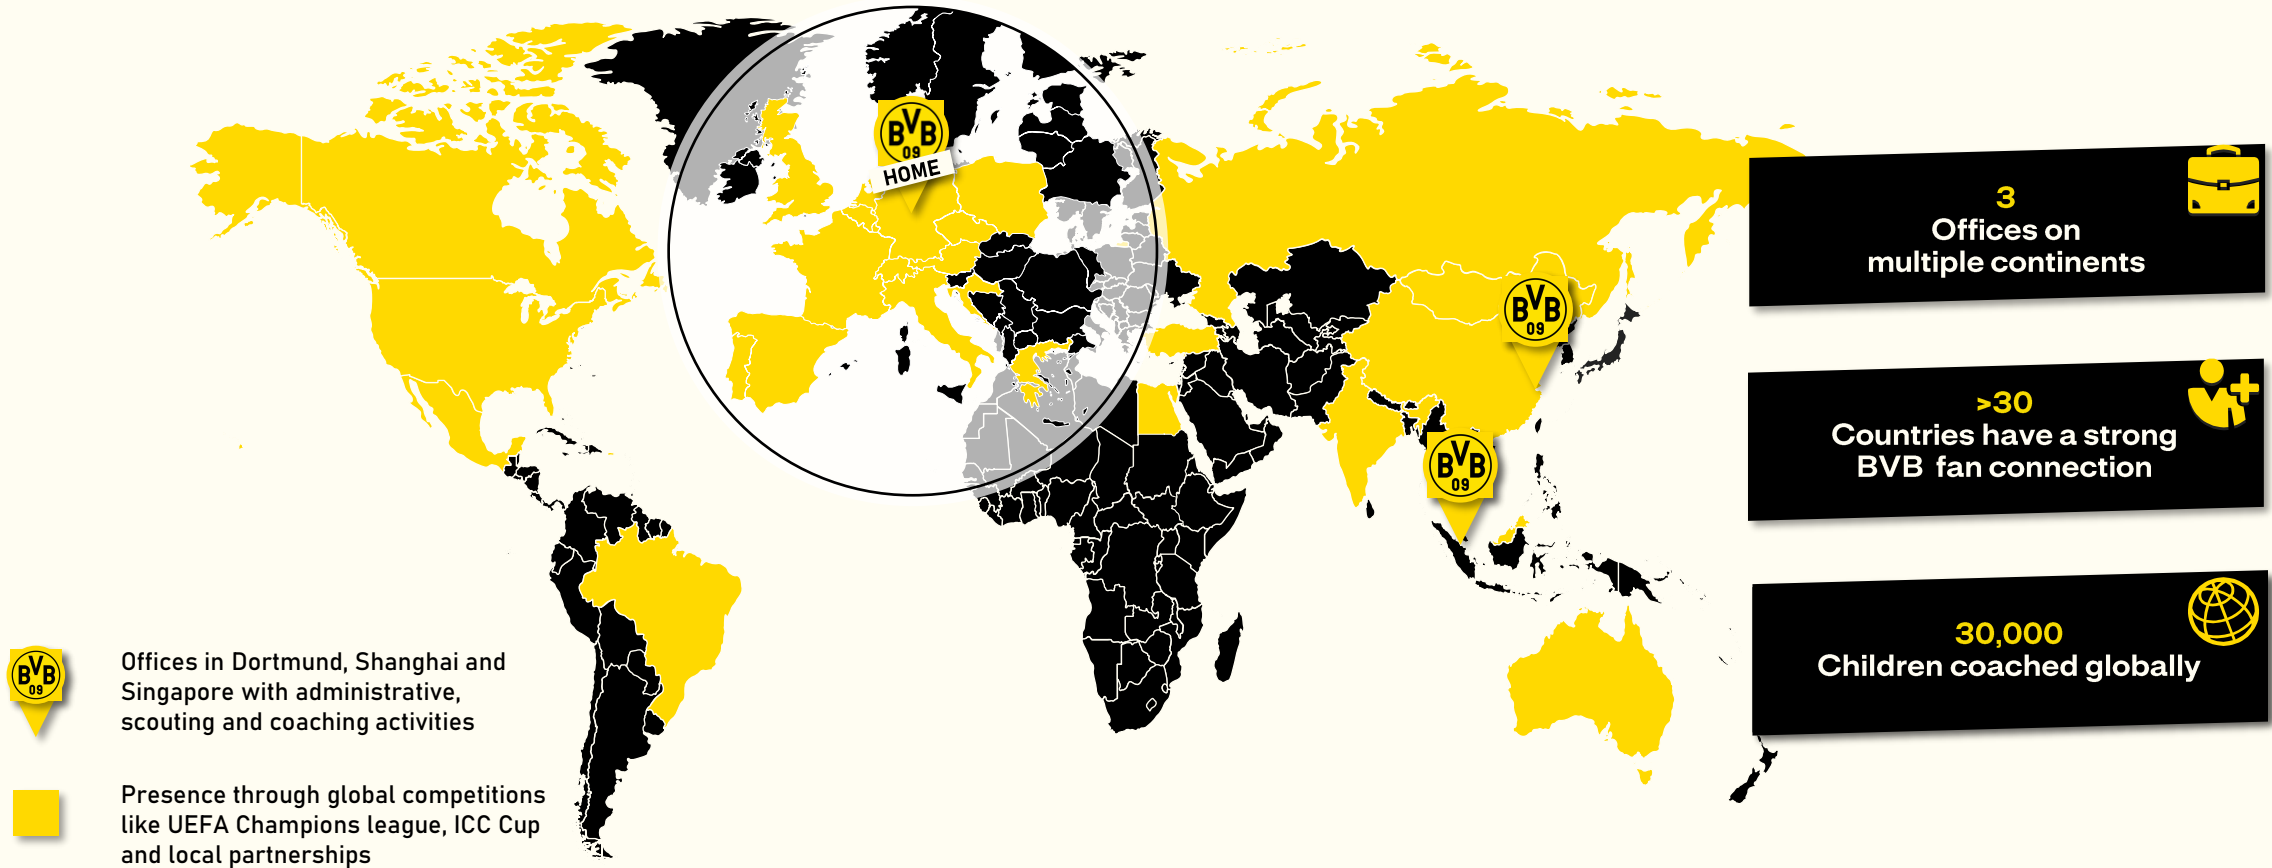 BVB
09
HOME
BVB
09
BVB
09
3
Offices on
multiple continents
>30
Countries have a strong
BVB fan connection
30,000
Children coached globally
BVB
09
Offices in Dortmund, Shanghai and
Singapore with administrative,
scouting and coaching activities
Presence through global competitions
like UEFA Champions league, ICC Cup
and local partnerships